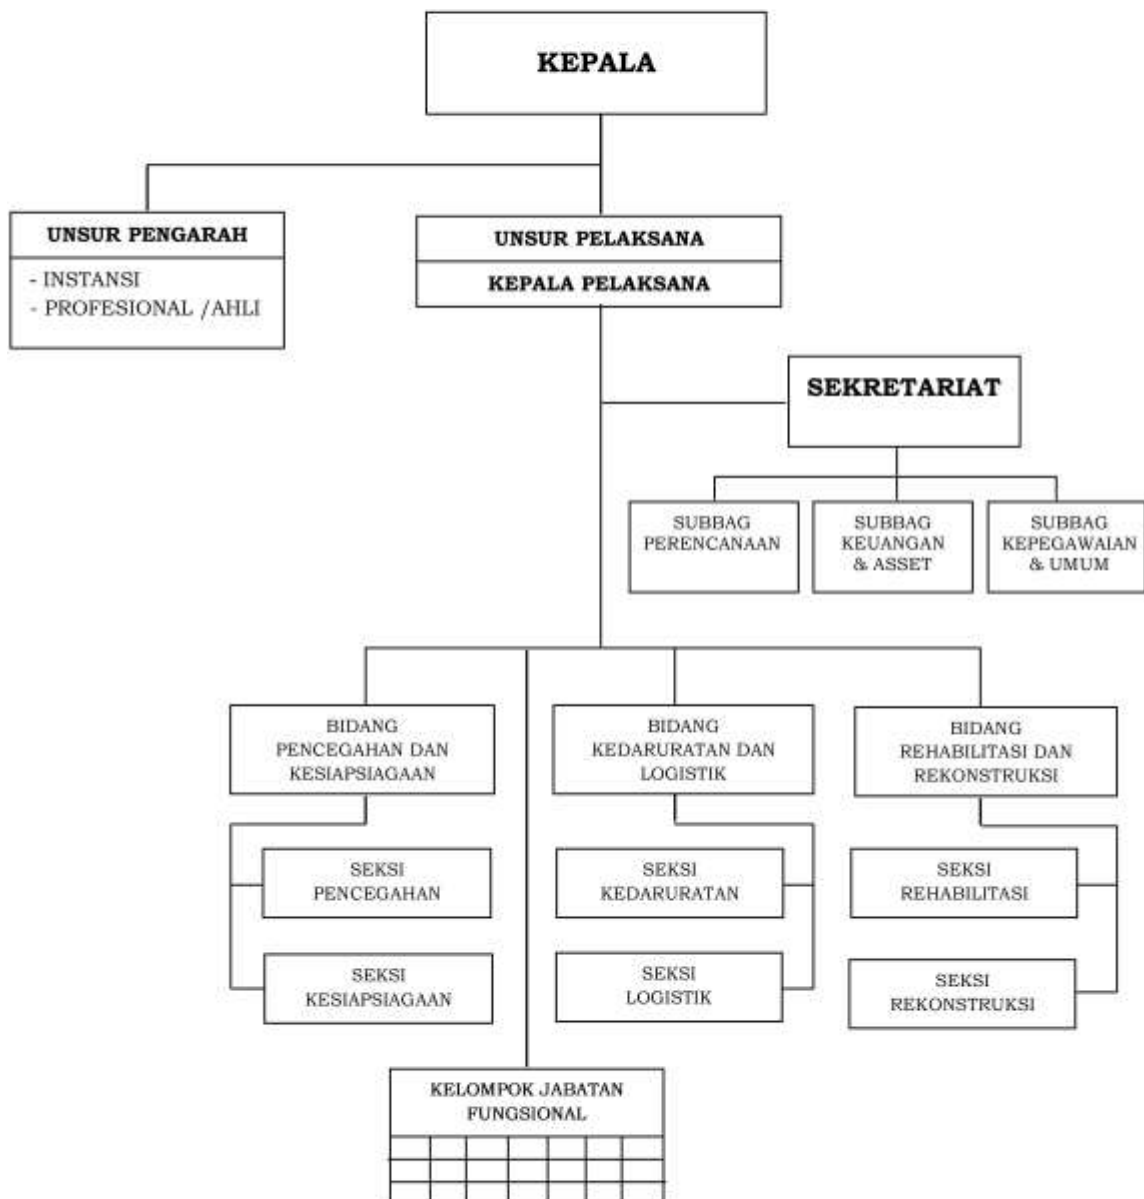 KEPALA
UNSUR PENGARAH
- INSTANSI
- PROFESIONAL /AHLI
UNSUR PELAKSANA
KEPALA PELAKSANA
SEKRETARIAT
SUBBAG
PERENCANAAN
SUBBAG
KEUANGAN
& ASSET
SUBBAG
KEPEGAWAIAN
& UMUM
BIDANG
PENCEGAHAN DAN
KESIAPSIAGAAN
BIDANG
KEDARURATAN DAN
LOGISTIK
BIDANG
REHABILITASI DAN
REKONSTRUKSI
SEKSI
PENCEGAHAN
SEKSI
KEDARURATAN
SEKSI
REHABILITASI
SEKSI
KESIAPSIAGAAN
SEKSI
LOGISTIK
SEKSI
REKONSTRUKSI
KELOMPOK JABATAN
FUNGSIONAL